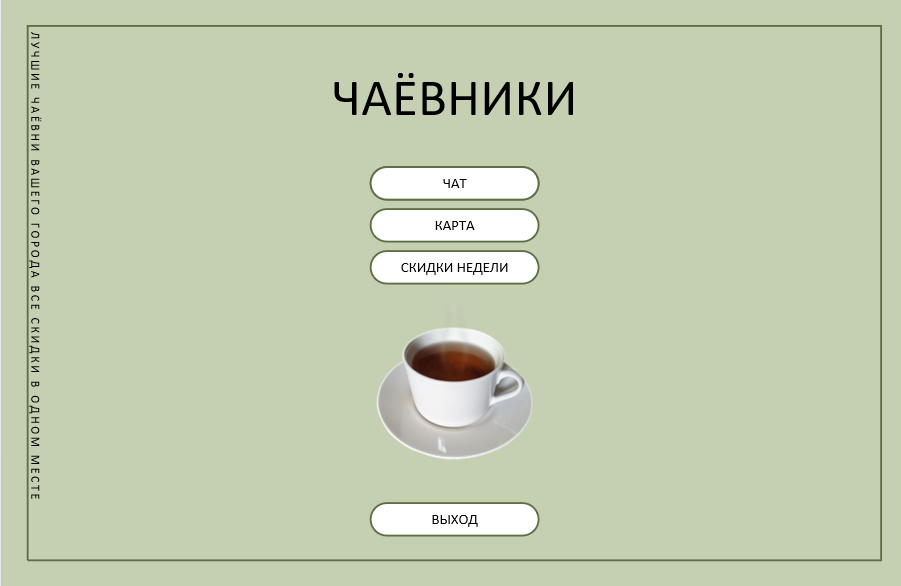 ЛУЧШИЕ ЧАЁВНИ ВАШЕГО ГОРОДА ВСЕ СКИДКИ В ОДНОМ МЕСТЕ
ЧАЁВНИКИ
ЧАТ
КАРТА
СКИДКИ НЕДЕЛИ
ВЫХОД